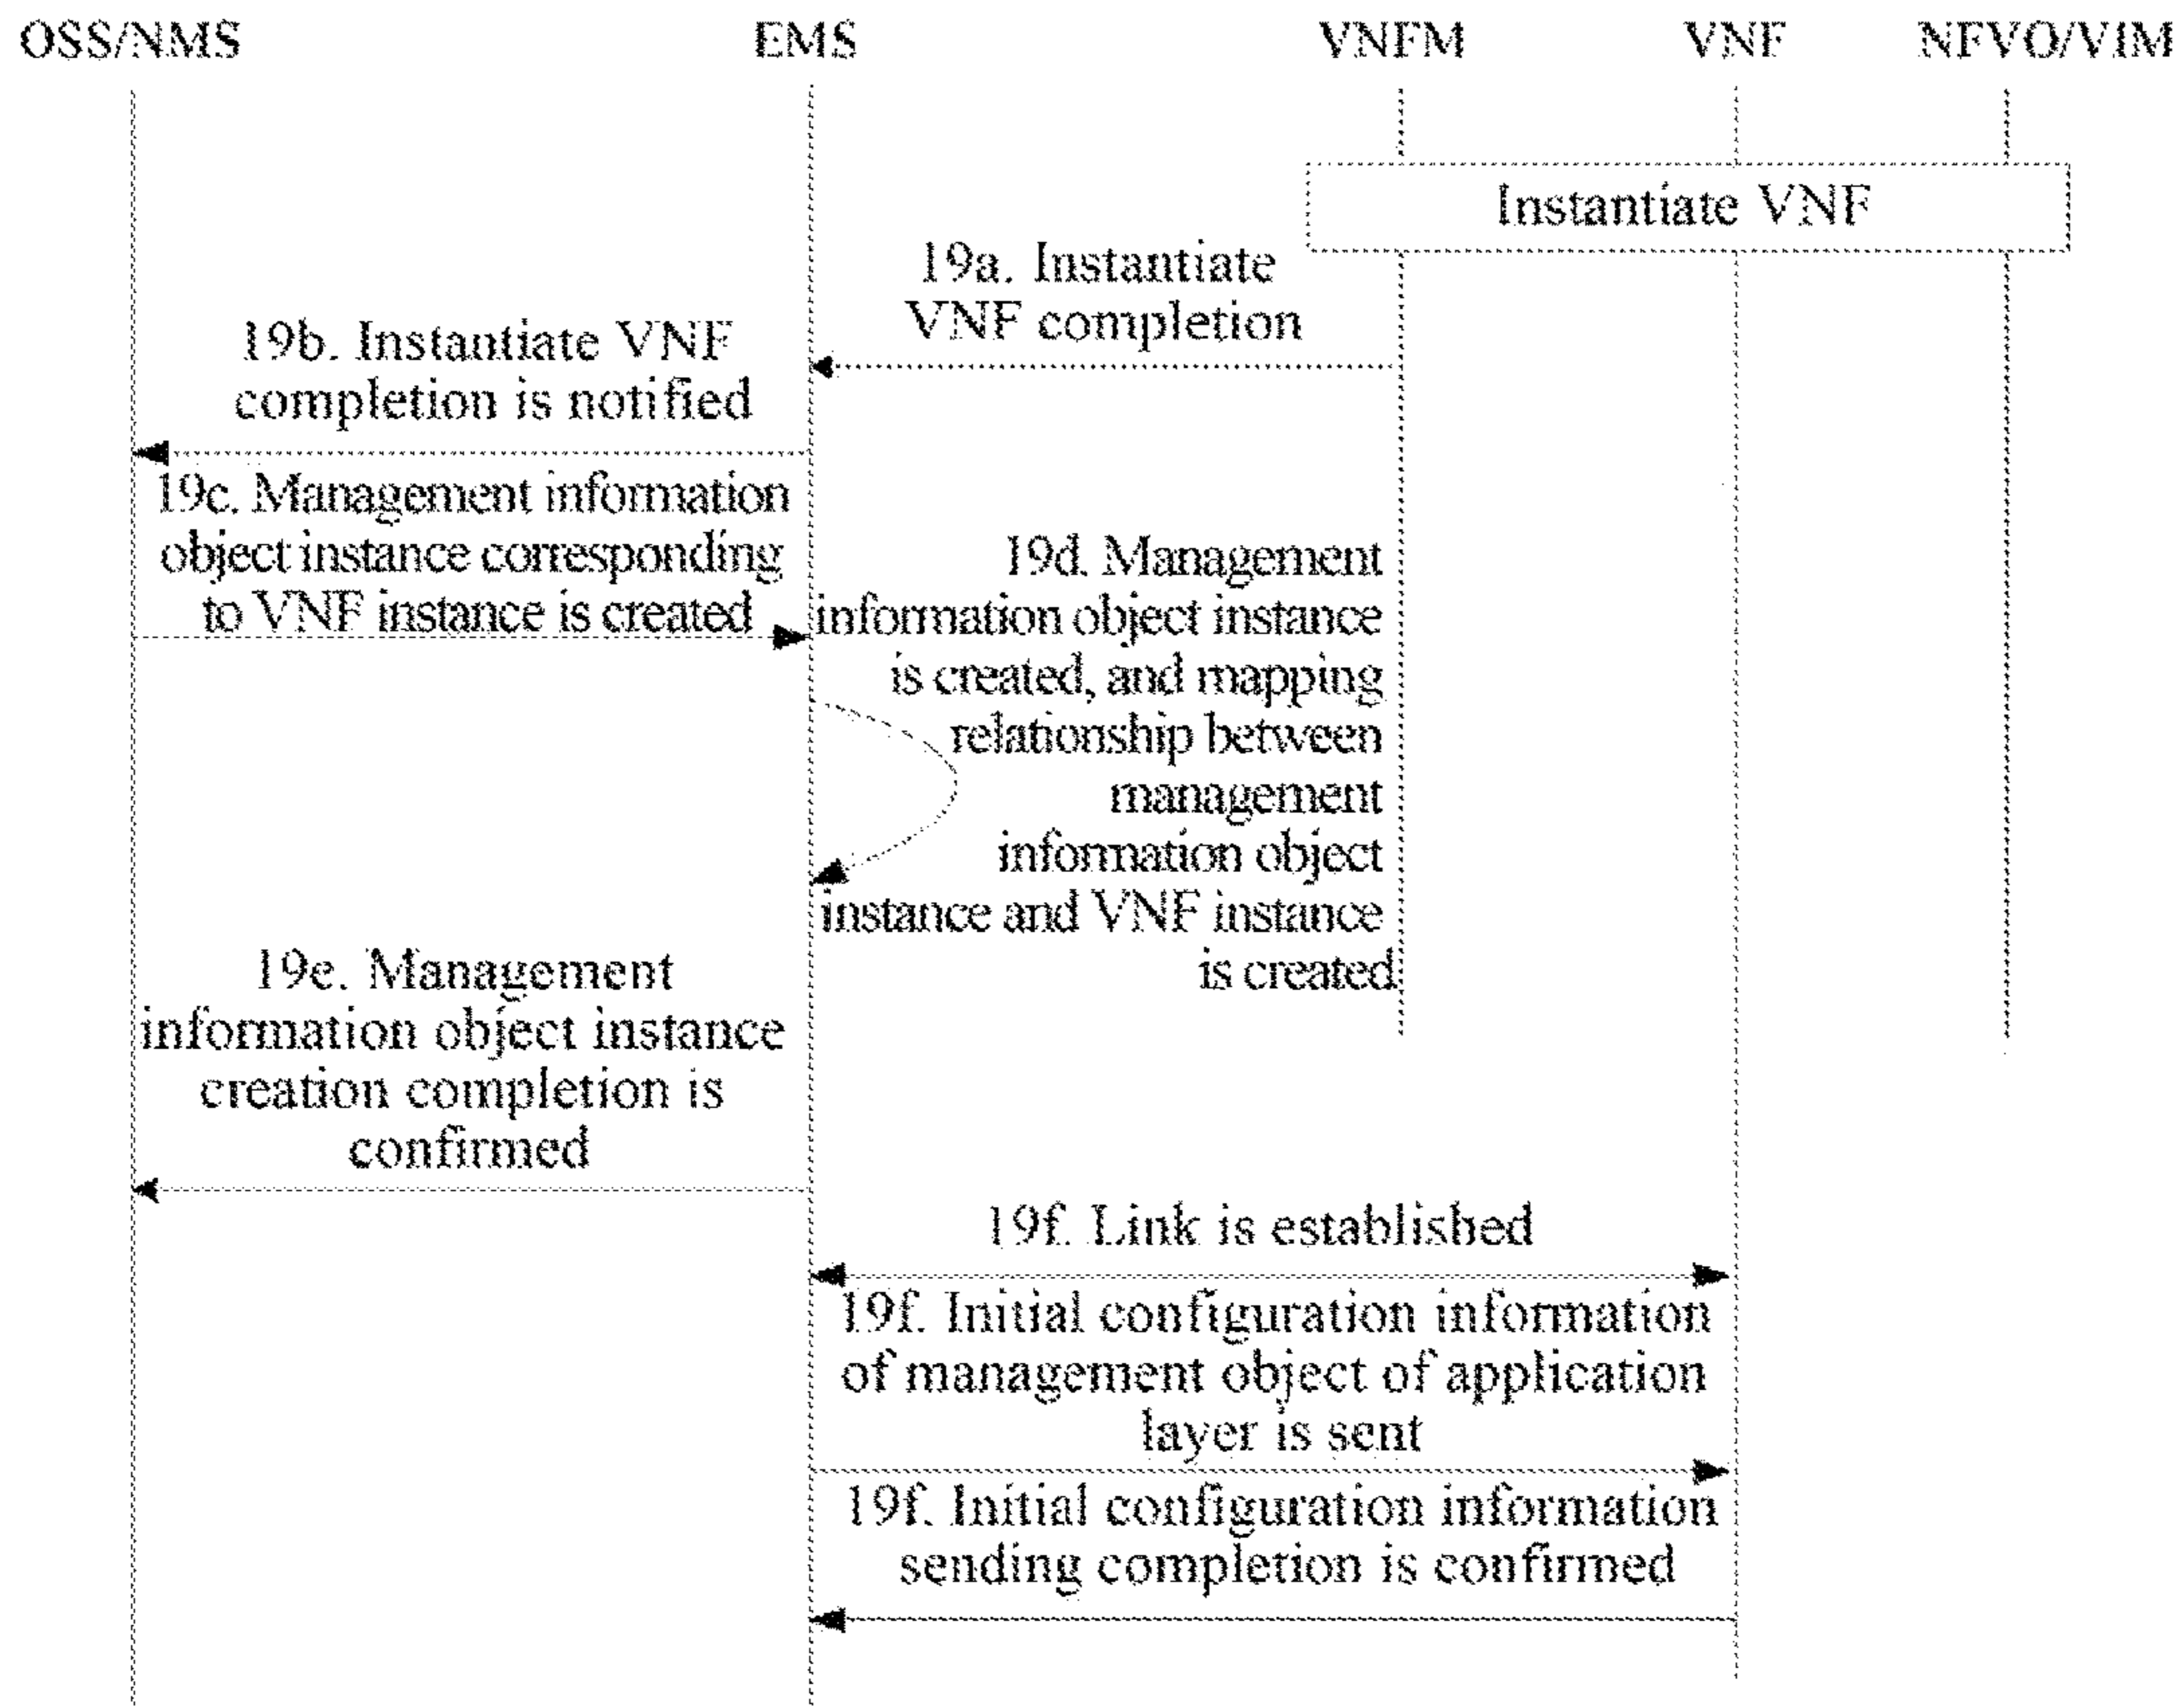 OSS/NMS
EMS
VNFM
VNF
NFVO/VIM
Instantiate VNF
19a. Instantiate
VNF completion
19b. Instantiate VNF
completion is notified
19c. Management information
object instance corresponding
to VNF instance is created
19d. Management
information object instance
is created, and mapping
relationship between
management
information object
instance and VNF instance
is created
19e. Management
information object instance
creation completion is
confirmed
19f. Link is established
19f. Initial configuration information
of management object of application
layer is sent
19f. Initial configuration information
sending completion is confirmed